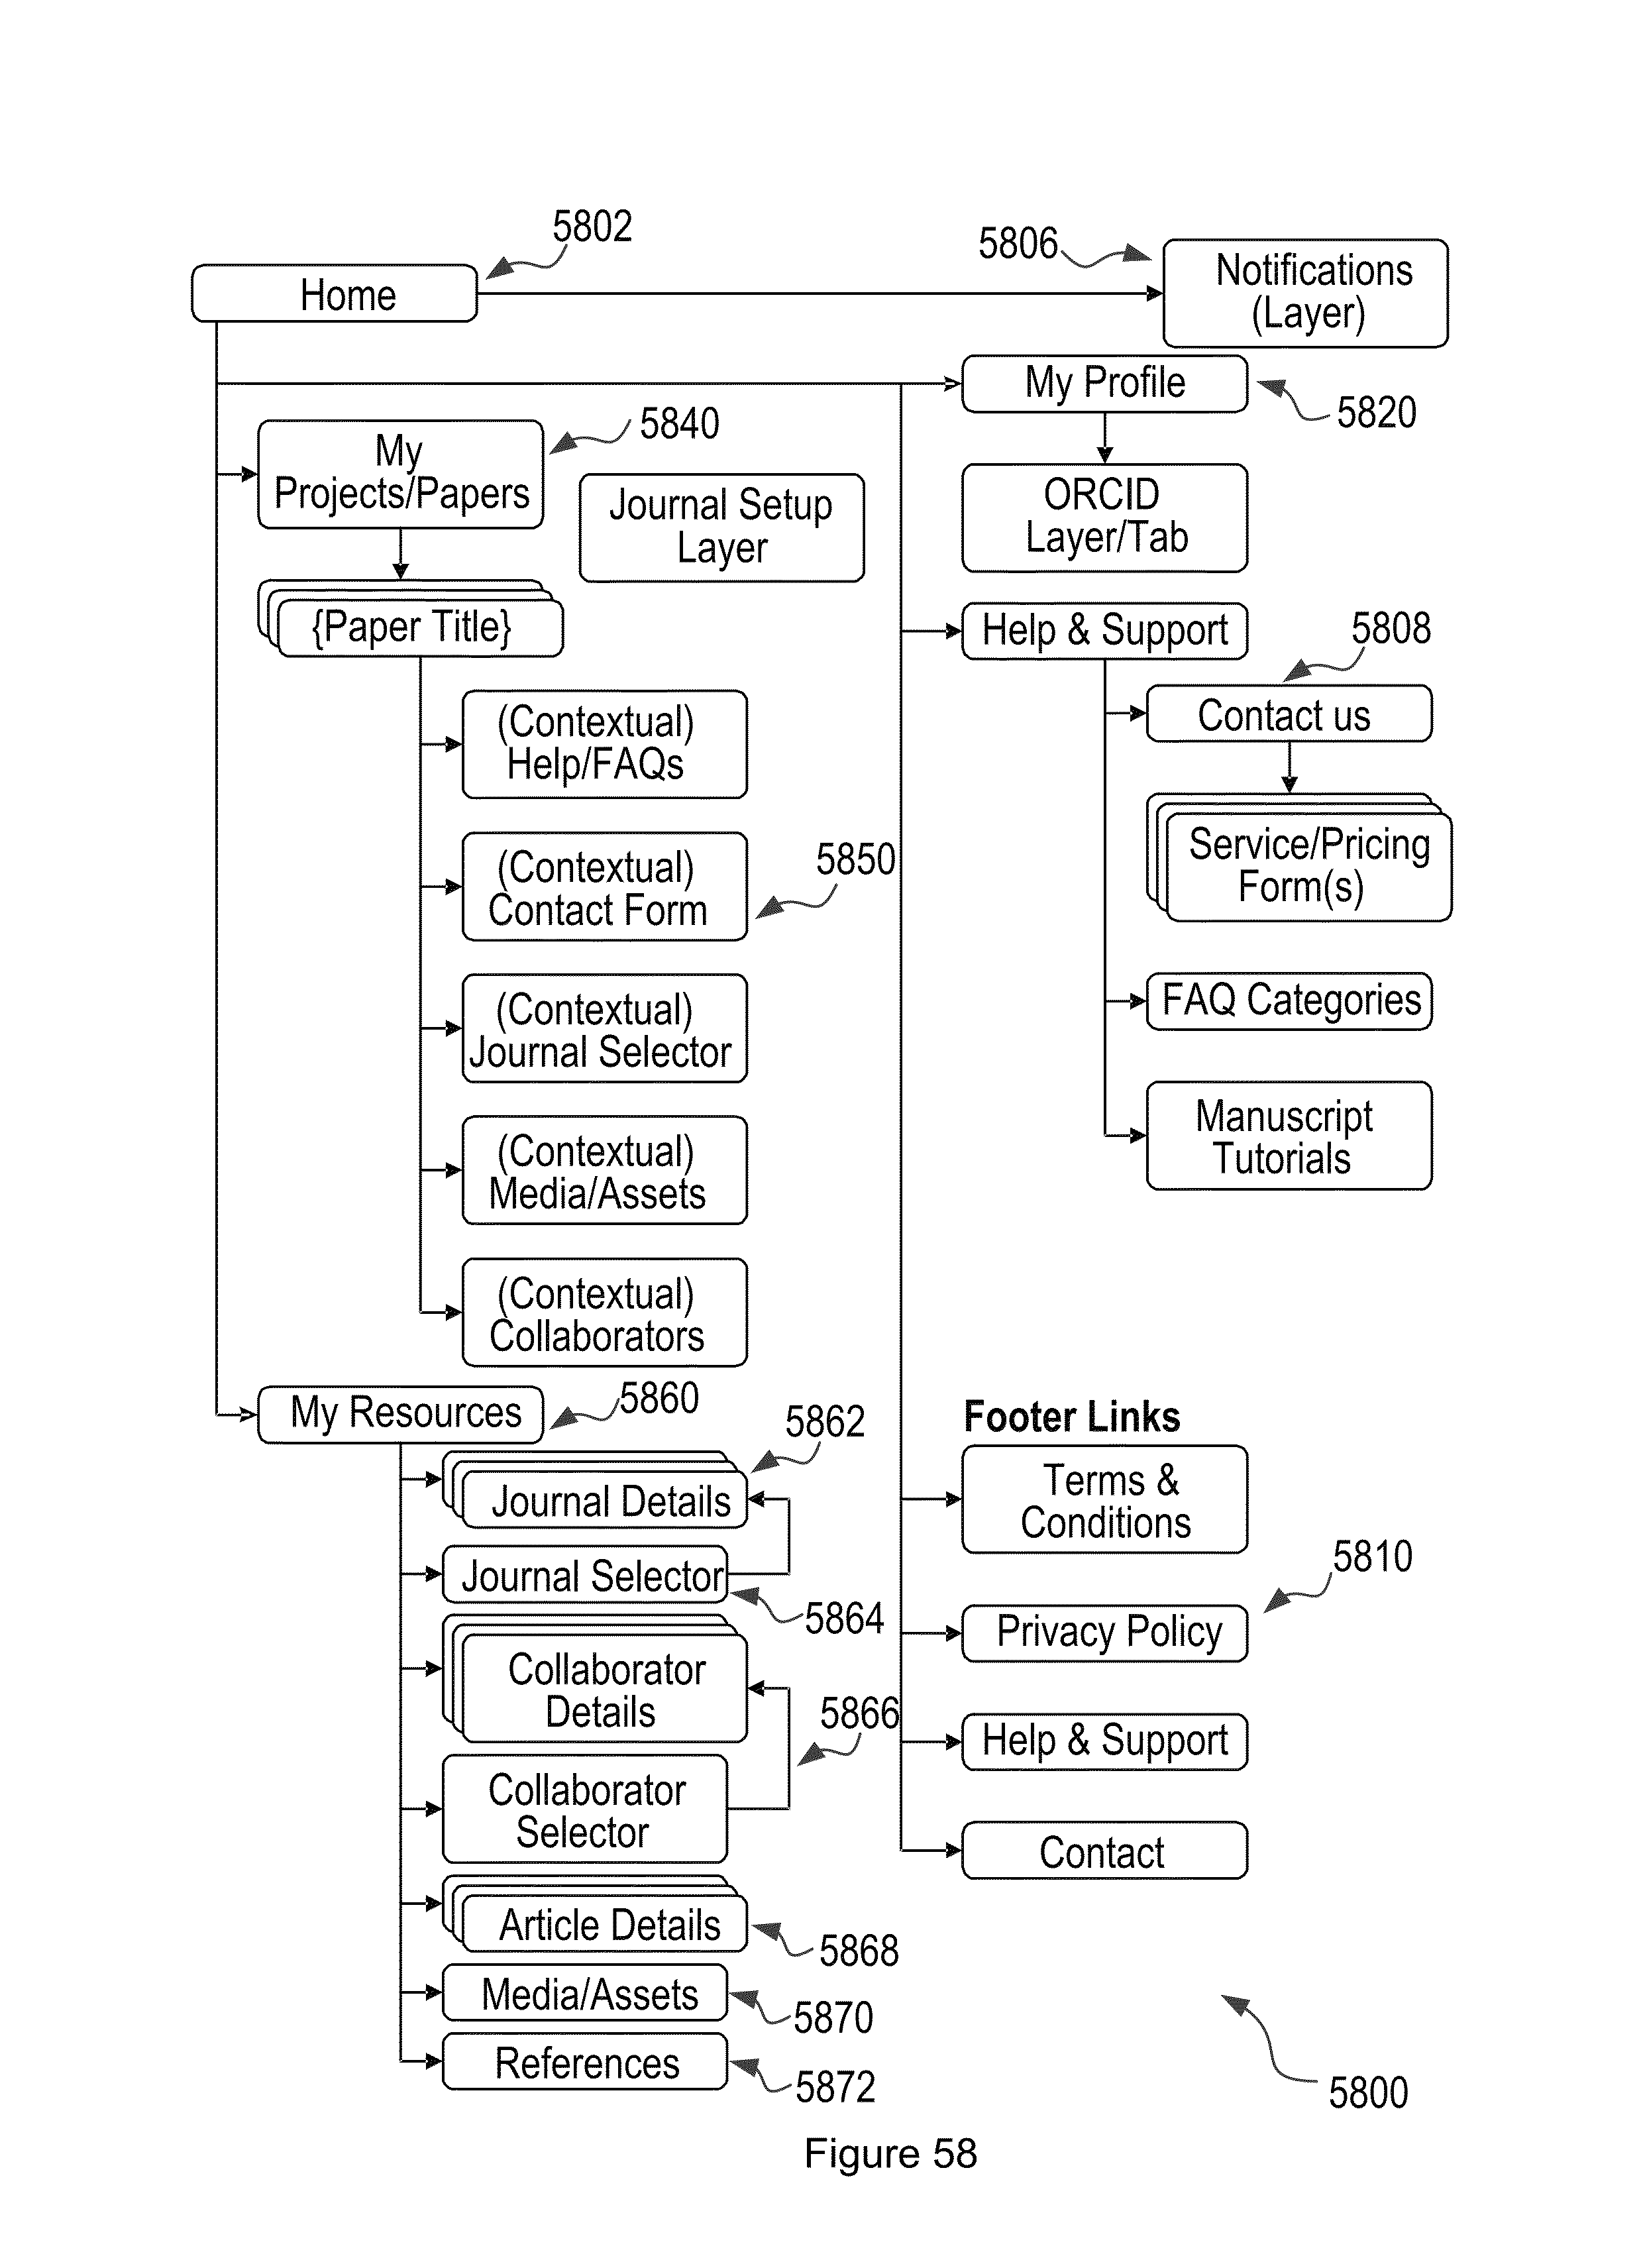 5802
Home
5806
Notifications
(Layer)
My Profile
5820
5840
My
Projects/Papers
Journal Setup
Layer
ORCID
Layer/Tab
{Paper Title}
Help & Support
5808
Contact us
(Contextual)
Help/FAQs
Service/Pricing
Form(s)
(Contextual)
Contact Form
5850
(Contextual)
Journal Selector
FAQ Categories
Manuscript
Tutorials
(Contextual)
Media/Assets
(Contextual)
Collaborators
My Resources
5860
5862
Journal Details
Journal Selector
5864
Collaborator
Details
5866
Collaborator
Selector
Article Details
5868
Media/Assets
5870
References
5872
Footer Links
Terms &
Conditions
5810
Privacy Policy
Help & Support
Contact
5800
Figure 58